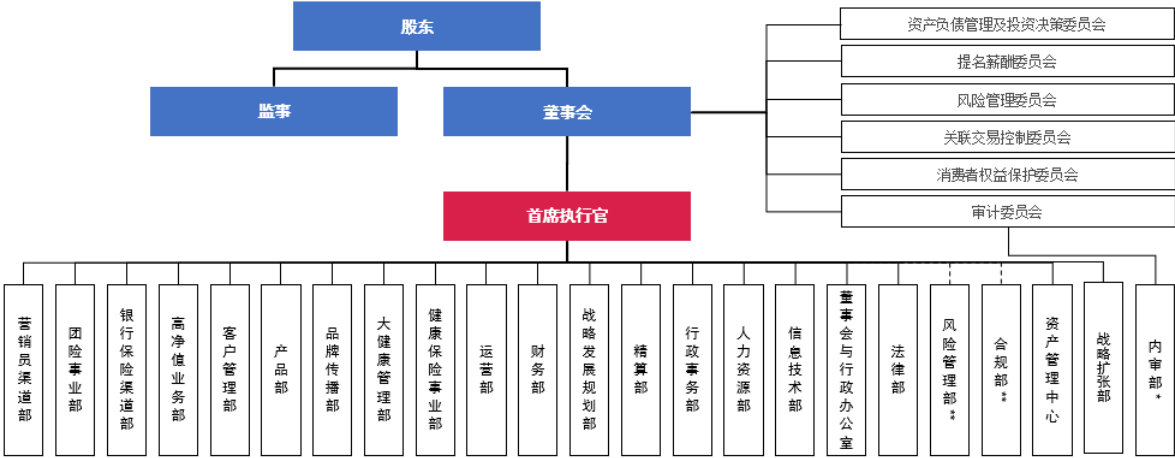 股东
监事
董事会
资产负债管理及投资决策委员会
提名薪酬委员会
风险管理委员会
关联交易控制委员会
消费者权益保护委员会
审计委员会
首席执行官
营销员渠道部
团险事业部
银行保险渠道部
高净值业务部
客户管理部
产品部
品牌传播部
大健康管理部
健康保险事业部
运营部
财务部
战略发展规划部
精算部
行政事务部
人力资源部
信息技术部
董事会与行政办公室
法律部
风险管理部**
合规部**
资产管理中心
战略扩张部
内审部*